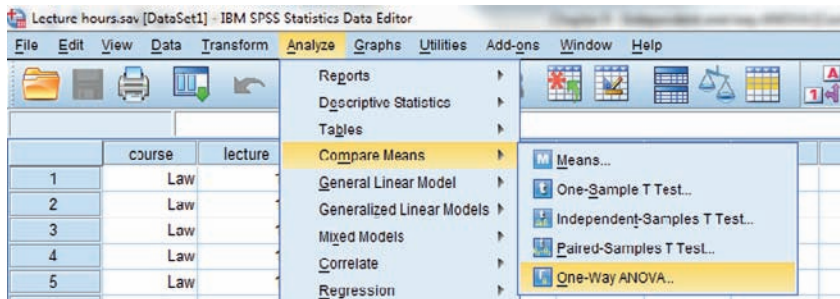 Lecture hours.sav [DataSet1] - IBM SPSS Statistics Data Editor
File Edit View Data Transform Analyze Graphs Utilities Add-ons Window Help
Reports
Descriptive Statistics
Tables
course lecture Compare Means Means...
1 Law General Linear Model One-Sample T Test...
2 Law Generalized Linear Models Independent-Samples T Test...
3 Law Mixed Models Paired-Samples T Test...
4 Law Correlate
5 Law Regression One-Way ANOVA...